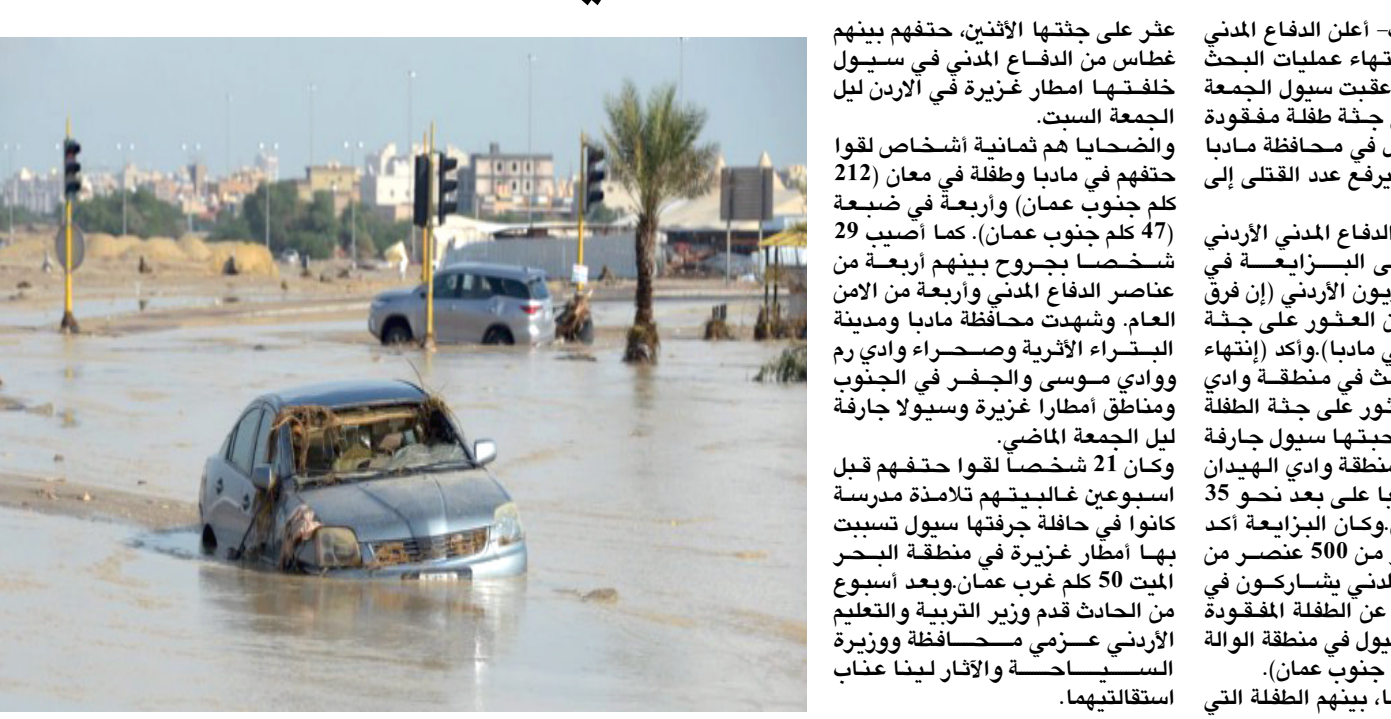 – أعلن الدفاع المدني
تهاء عمليات البحث
عقبت سيول الجمعة
جثة طفلة مفقودة
في محافظة مادبا
يرفع عدد القتلى إلى
الدفاع المدني الأردني
البزايعة في
يون الأردني (إن فرق
العثور على جثة
ي مادبا).وأكد (إنتهاء
ث في منطقة وادي
ثور على جثة الطفلة
حبتها سيول جارفة
منطقة وادي الهيدان
با على بعد نحو 35
.وكان البزايعة أكد
من 500 عنصر من
لدني يشاركون في
عن الطفلة المفقودة
يول في منطقة الوالة
جنوب عمان).
ا، بينهم الطفلة التي
عثر على جثتها الأثنين، حتفهم بينهم
غطاس من الدفاع المدني في سيول
خلفتها امطار غزيرة في الاردن ليل
الجمعة السبت.
والضحايا هم ثمانية أشخاص لقوا
حتفهم في مادبا وطفلة في معان (212
كلم جنوب عمان) وأربعة في ضبعة
(47 كلم جنوب عمان). كما أصيب 29
شخصا بجروح بينهم أربعة من
عناصر الدفاع المدني وأربعة من الامن
العام. وشهدت محافظة مادبا ومدينة
البتراء الأثرية وصحراء وادي رم
ووادي موسى والجفر في الجنوب
ومناطق أمطارا غزيرة وسيولا جارفة
ليل الجمعة الماضي.
وكان 21 شخصاً لقوا حتفهم قبل
اسبوعين غالبيتهم تلامذة مدرسة
كانوا في حافلة جرفتها سيول تسببت
بها أمطار غزيرة في منطقة البحر
الميت 50 كلم غرب عمان.وبعد أسبوع
من الحادث قدم وزير التربية والتعليم
الأردني عزمي محافظة ووزيرة
السياحة والآثار لينا عناب
استقالتيهما.